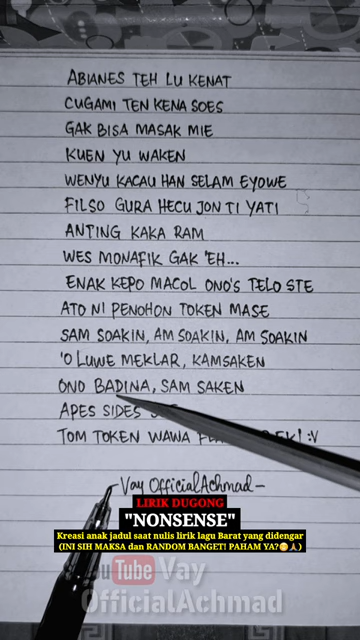 ABIANES TEH LU KENAT
CUGAMI TEN KENA SOES
GAK BISA MASAK MIE
KUEN YU WAKEN
WENYU KACAU HAN SELAM EYOWE
FILSO GURA HECU JON TI YATI
ANTING KAKA RAM
WES MONAFIK GAK 'EH...
ENAK KEPO MACOL ONO'S TELO STE
ATO NI PENOHON TOKEN MASE
SAM SOAKIN, AM SOAKIN, AM SOAKIN
'O LUWE MEKLAR, KAMSAKEN
ONO BADINA, SAM SAKEN
APES SIDES
TOM TOKEN WAWA
-Vay OfficialAchmad-
LIRIK DUGONG
"NONSENSE"
Kreasi anak jadul saat nulis lirik lagu Barat yang didengar
(INI SIH MAKSA dan RANDOM BANGET! PAHAM YA?😁🙏)
YouTube Vay
OfficialAchmad